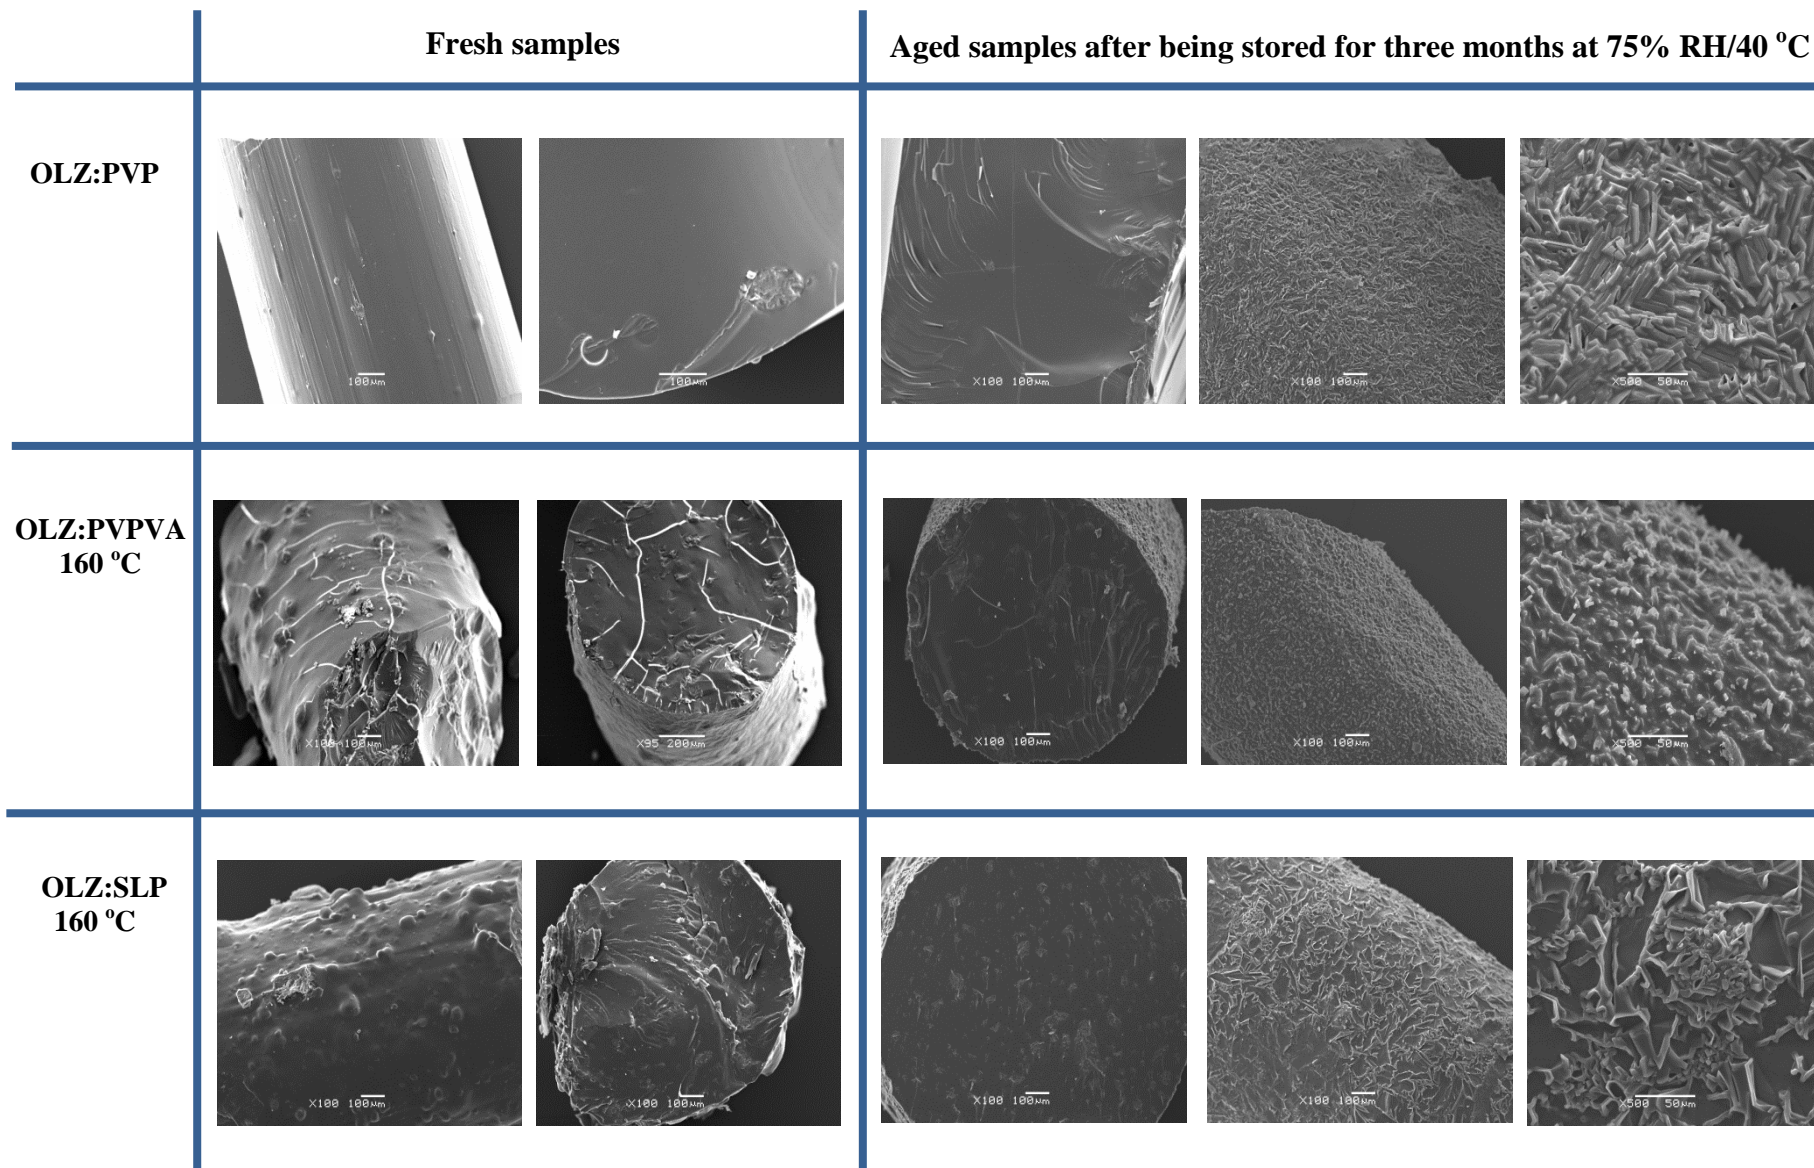 Fresh samples
Aged samples after being stored for three months at 75% RH/40 °C
OLZ:PVP
100µm
100µm
X100 100µm
X100 100µm
X500 50µm
OLZ:PVPVA
160 °C
X100 100µm
X95 200µm
X100 100µm
X100 100µm
X500 50µm
OLZ:SLP
160 °C
X100 100µm
X100 100µm
X100 100µm
X100 100µm
X500 50µm